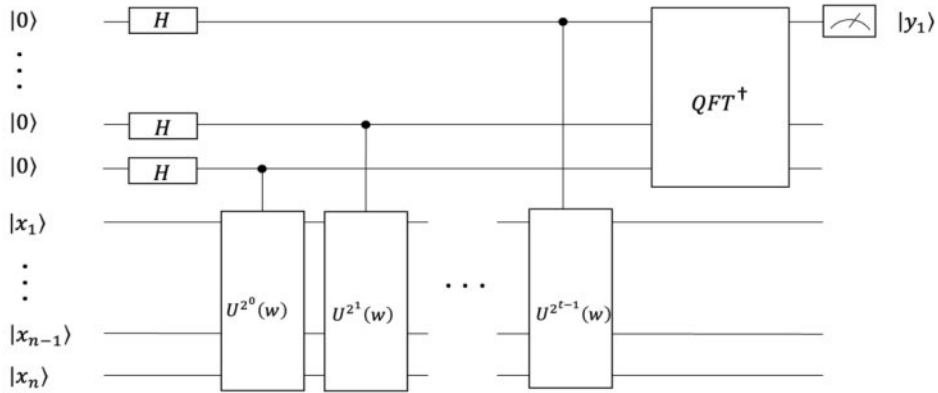 |0⟩ H QFT† |y₁⟩
|0⟩ H
|0⟩ H
|x₁⟩
U^{2^0}(w) U^{2^1}(w) U^{2^{t-1}}(w)
|x_{n-1}⟩
|x_n⟩